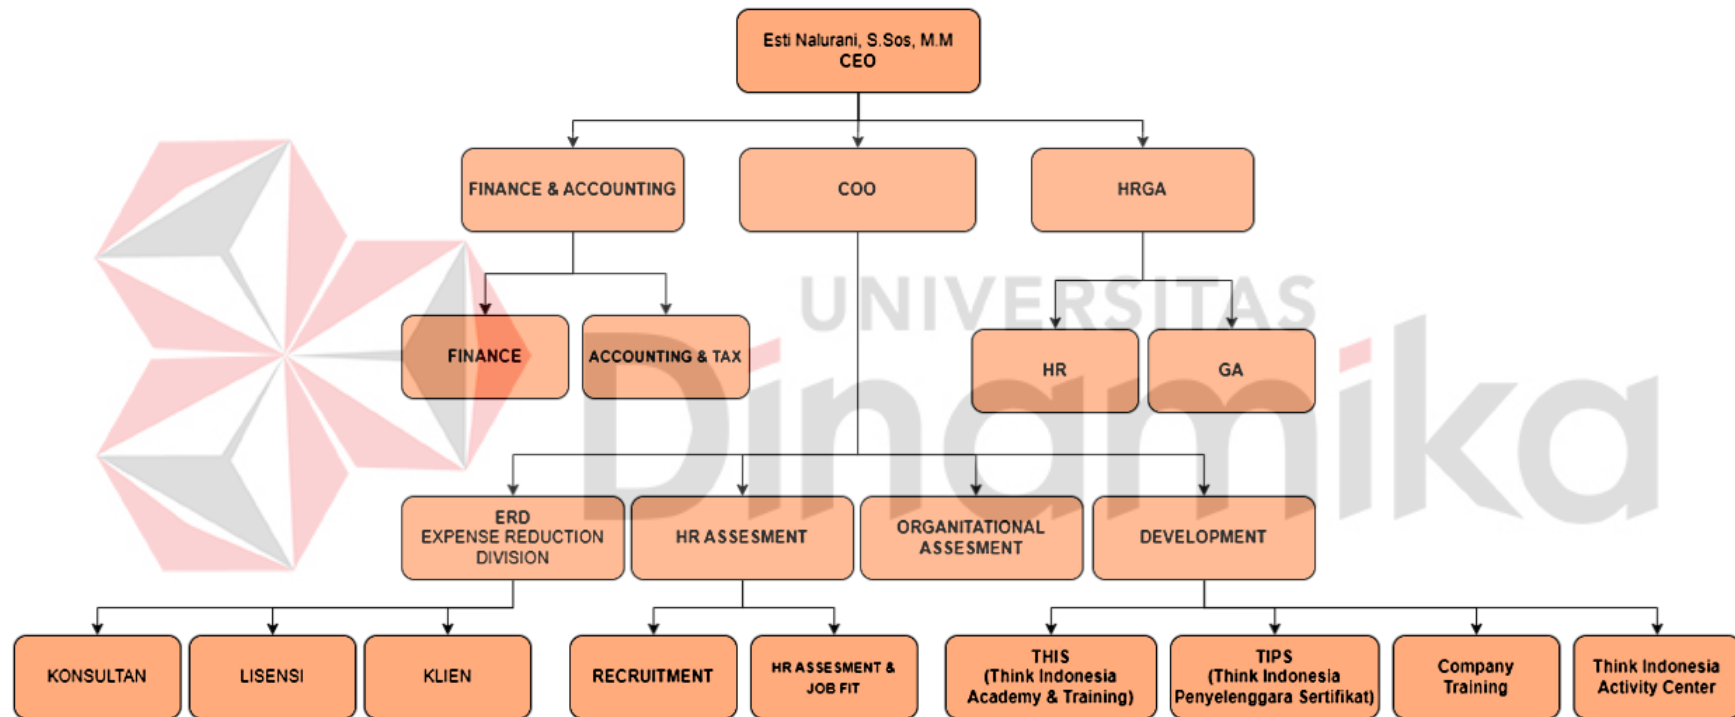 Esti Nalurani, S.Sos, M.M
CEO
FINANCE & ACCOUNTING
COO
HRGA
UNIVERSITAS
Dinamika
FINANCE
ACCOUNTING & TAX
HR
GA
ERD
EXPENSE REDUCTION
DIVISION
HR ASSESMENT
ORGANITATIONAL
ASSESMENT
DEVELOPMENT
KONSULTAN
LISENSI
KLIEN
RECRUITMENT
HR ASSESMENT &
JOB FIT
THIS
(Think Indonesia
Academy & Training)
TIPS
(Think Indonesia
Penyelenggara Sertifikat)
Company
Training
Think Indonesia
Activity Center